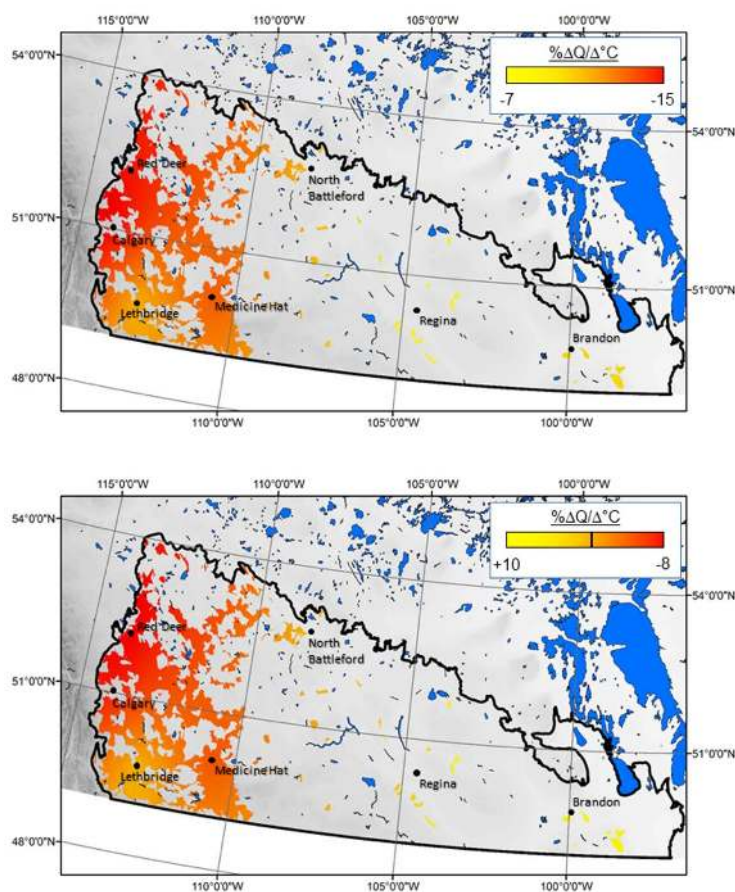 115°0'0"W
110°0'0"W
105°0'0"W
100°0'0"W
54°0'0"N
%ΔQ/Δ°C
-7
-15
54°0'0"N
Red Deer
North
Battleford
51°0'0"N
Calgary
51°0'0"N
Lethbridge
Medicine Hat
Regina
Brandon
48°0'0"N
110°0'0"W
105°0'0"W
100°0'0"W
115°0'0"W
110°0'0"W
105°0'0"W
100°0'0"W
54°0'0"N
%ΔQ/Δ°C
+10
-8
54°0'0"N
Red Deer
North
Battleford
51°0'0"N
Calgary
51°0'0"N
Lethbridge
Medicine Hat
Regina
Brandon
48°0'0"N
110°0'0"W
105°0'0"W
100°0'0"W